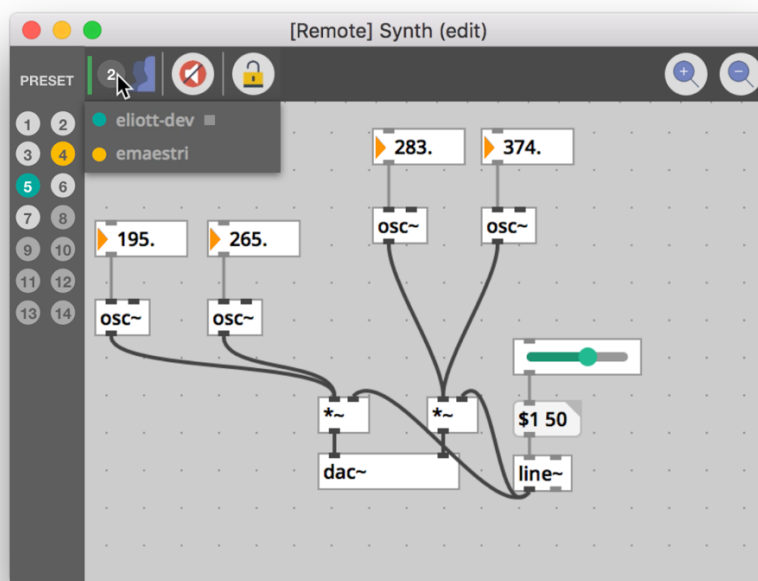 [Remote] Synth (edit)
PRESET
2
1 2
3 4
5 6
7 8
9 10
11 12
13 14
eliott-dev
emaestri
283.
374.
osc~
osc~
195.
265.
osc~
osc~
*~
*~
$1 50
dac~
line~